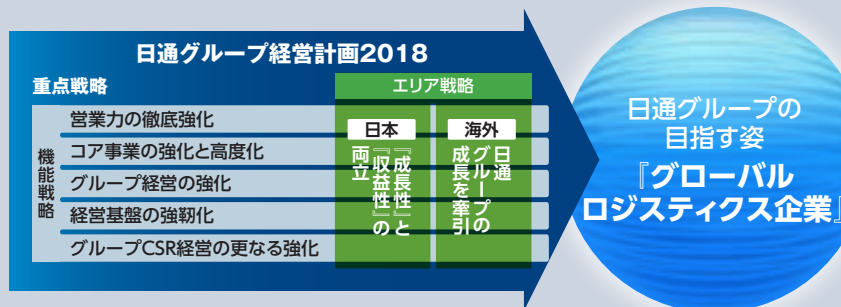 日通グループ経営計画2018
重点戦略
エリア戦略
機能戦略
営業力の徹底強化
コア事業の強化と高度化
グループ経営の強化
経営基盤の強靭化
グループCSR経営の更なる強化
日本
『成長性』と
『収益性』の
両立
海外
日通
グループの
成長を牽引
日通グループの
目指す姿
『グローバル
ロジスティクス企業』